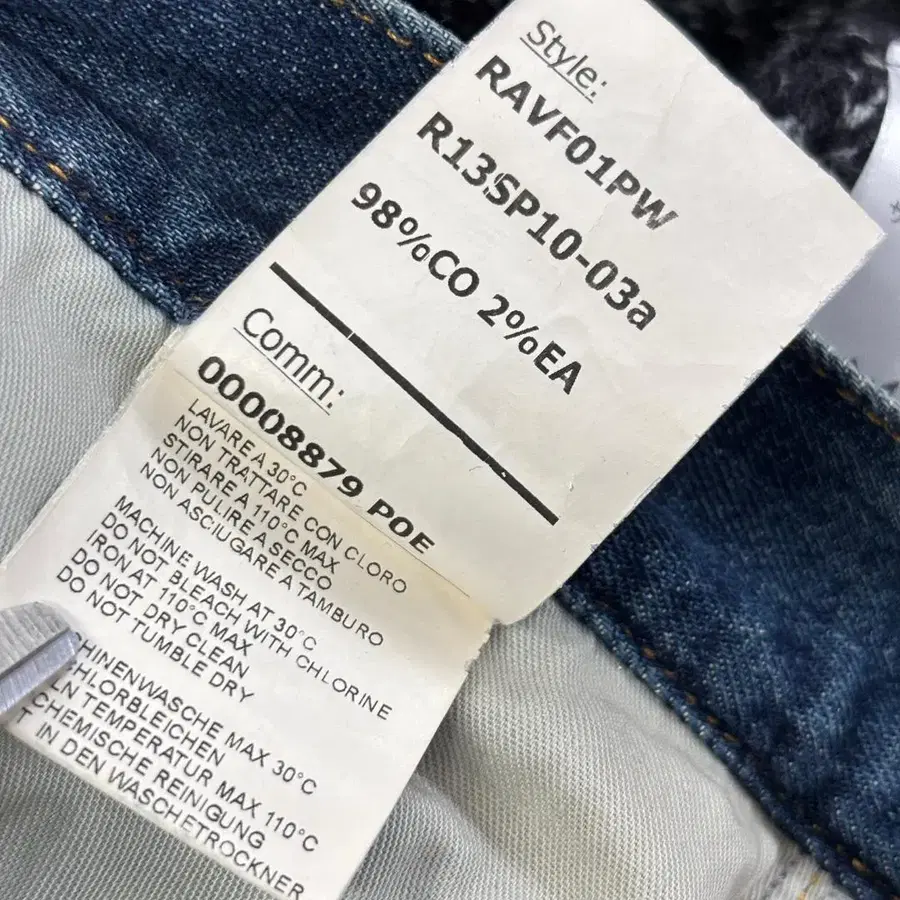 Style:
RAVF01PW
R13SP10-03a
98%CO 2%EA
Comm:
00008879 POE
LAVARE A 30°C
NON TRATTARE CON CLORO
STIRARE A 110°C MAX
NON PULIRE A SECCO
NON ASCIUGARE A TAMBURO
MACHINE WASH AT 30°C
DO NOT BLEACH WITH CHLORINE
IRON AT 110°C MAX
DO NOT DRY CLEAN
DO NOT TUMBLE DRY
HINENWASCHE MAX 30°C
CHLORBLEICHEN
EN TEMPERATUR MAX 110°C
CHEMISCHE REINIGUNG
T IN DEN WASCHETROCKNER